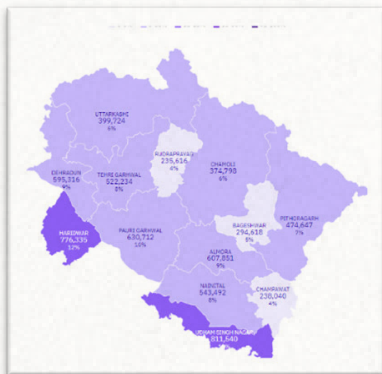 UTTARKASHI
399,724
6%
RUDRAPRAYAG
235,616
4%
CHAMOLI
374,798
6%
DEHRADUN
595,316
9%
TEHRI GARHWAL
522,234
8%
HARIDWAR
776,335
12%
PAURI GARHWAL
630,712
10%
BAGESHWAR
294,618
5%
PITHORAGARH
474,647
7%
ALMORA
607,851
9%
NAINITAL
543,492
8%
CHAMPAWAT
238,040
4%
UDHAM SINGH NAGAR
811,640